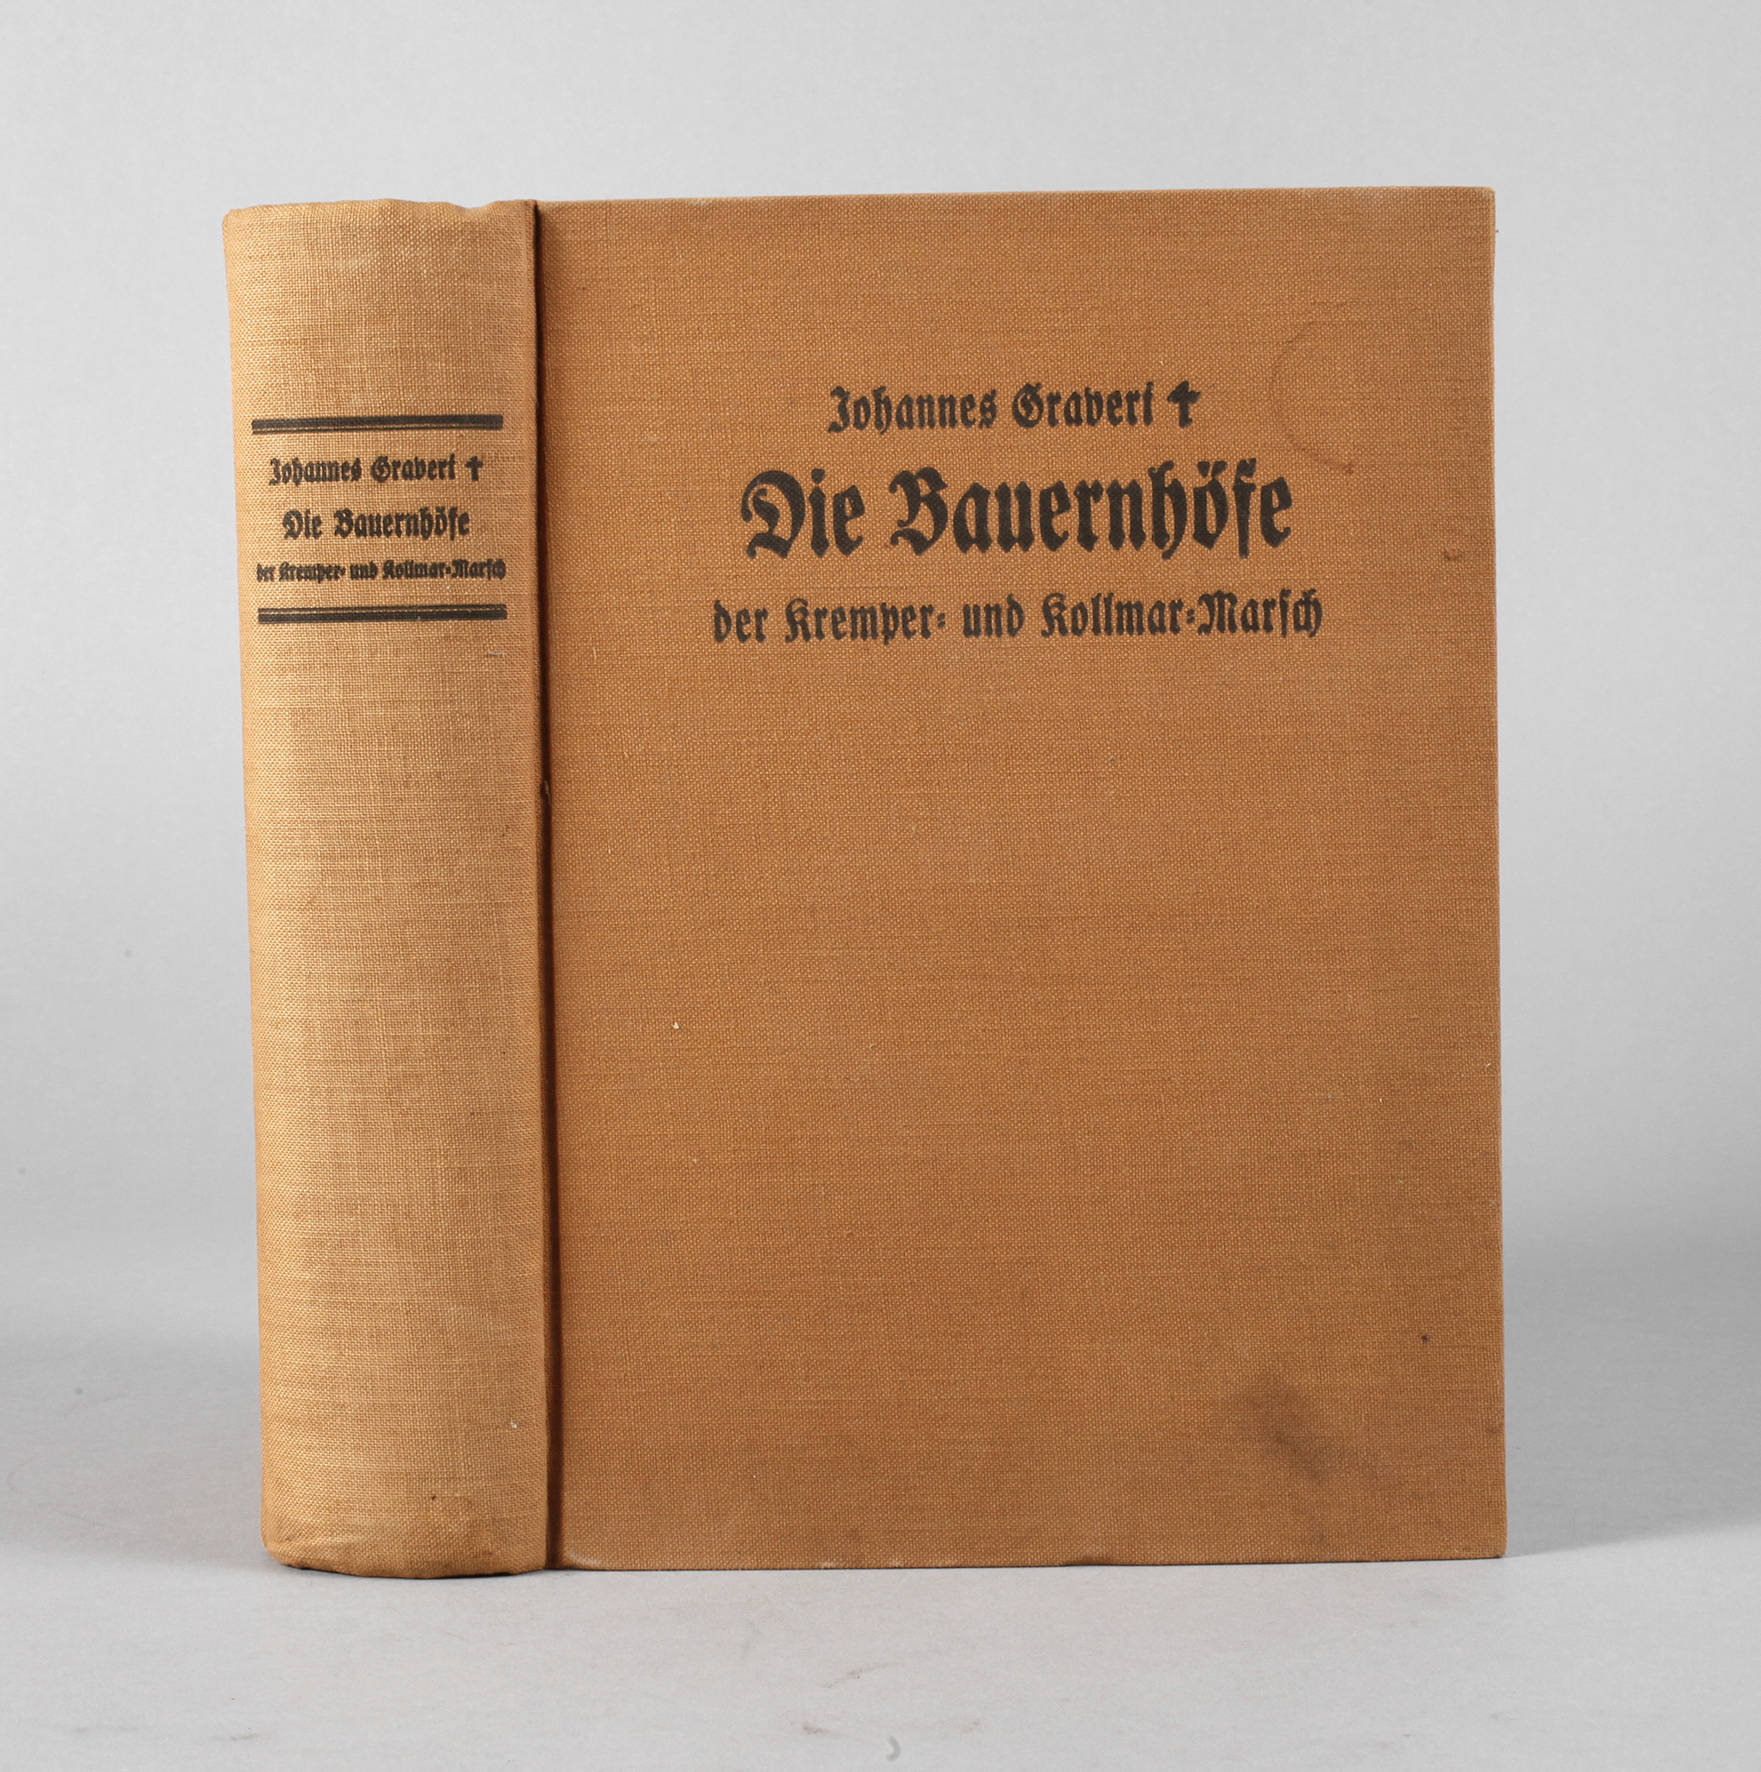 Johannes Gravert ✝
Die Bauernhöfe
der Kremper- und Kollmar-Marsch
Johannes Gravert ✝
Die Bauernhöfe
der Kremper- und Kollmar-Marsch